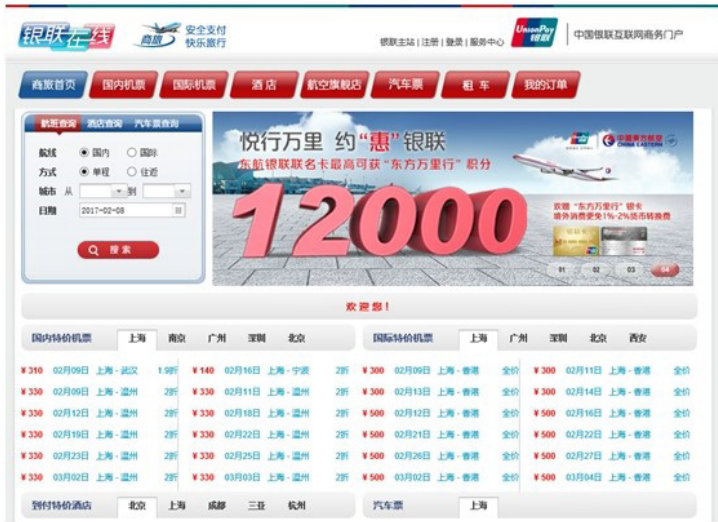 银联在线
商旅
安全支付
快乐旅行
银联主站 | 注册 | 登录 | 服务中心
UnionPay
银联
中国银联互联网商务门户
商旅首页 国内机票 国际机票 酒店 航空旗舰店 汽车票 租车 我的订单
航班查询 酒店查询 汽车票查询
航线 国内 国际
方式 单程 往返
城市 从 到
日期 2017-02-08
搜索
悦行万里 约“惠”银联
东航银联联名卡最高可获“东方万里行”积分
12000
中国东方航空
CHINA EASTERN
欢赠“东方万里行”银卡
境外消费更免1%-2%货币转换费
01 02 03 04
欢迎您!
国内特价机票 上海 南京 广州 深圳 北京
¥310 02月09日 上海-武汉 1.9折 ¥140 02月16日 上海-宁波 2折
¥330 02月09日 上海-温州 2折 ¥330 02月11日 上海-温州 2折
¥330 02月12日 上海-温州 2折 ¥330 02月18日 上海-温州 2折
¥330 02月19日 上海-温州 2折 ¥330 02月22日 上海-温州 2折
¥330 02月23日 上海-温州 2折 ¥330 02月25日 上海-温州 2折
¥330 03月02日 上海-温州 2折 ¥330 03月03日 上海-温州 2折
国际特价机票 上海 广州 深圳 北京 西安
¥300 02月09日 上海-香港 全价 ¥300 02月11日 上海-香港 全价
¥300 02月13日 上海-香港 全价 ¥300 02月14日 上海-香港 全价
¥500 02月12日 上海-香港 全价 ¥500 02月16日 上海-香港 全价
¥500 02月21日 上海-香港 全价 ¥500 02月22日 上海-香港 全价
¥500 02月26日 上海-香港 全价 ¥500 02月27日 上海-香港 全价
¥500 03月02日 上海-香港 全价 ¥500 03月04日 上海-香港 全价
到付特价酒店 北京 上海 成都 三亚 杭州
汽车票 上海